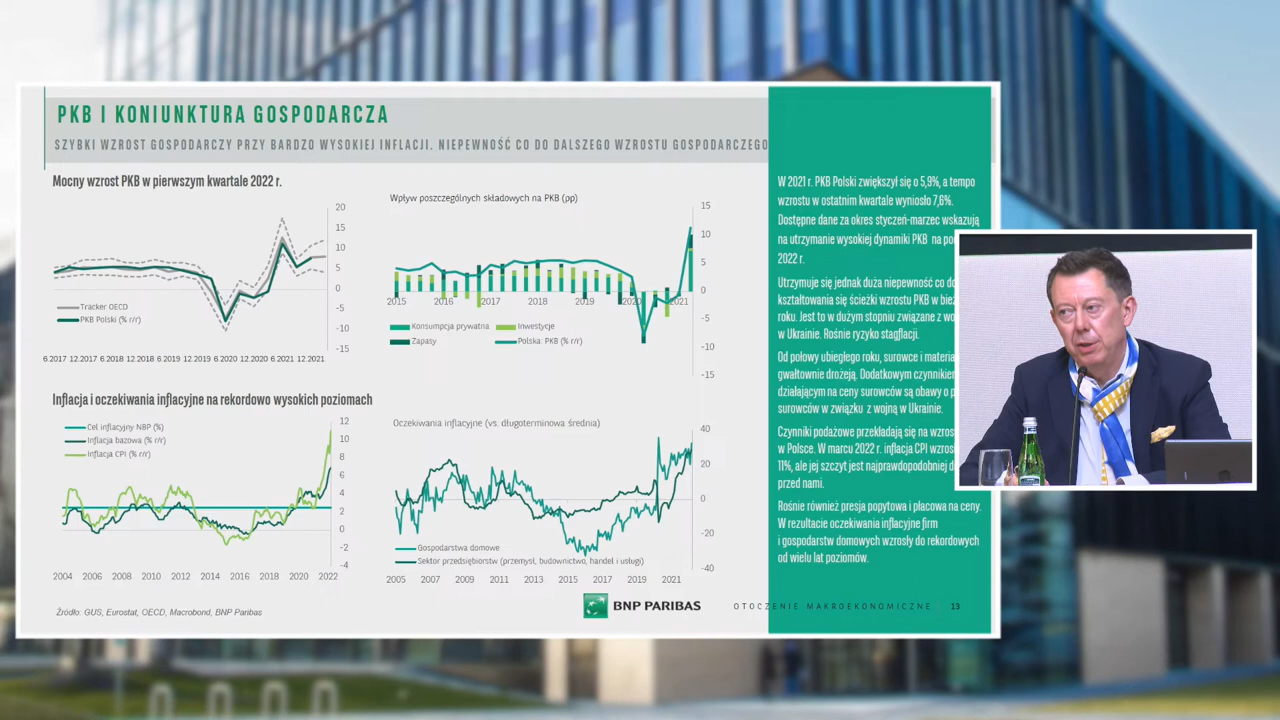 PKB I KONIUNKTURA GOSPODARCZA
SZYBKI WZROST GOSPODARCZY PRZY BARDZO WYSOKIEJ INFLACJI. NIEPEWNOŚĆ CO DO DALSZEGO WZROSTU GOSPODARCZEGO
Mocny wzrost PKB w pierwszym kwartale 2022 r.
20
15
10
5
0
-5
-10
-15
Tracker OECD
PKB Polski (% r/r)
6 2017 12.2017 6 2018 12.2018 6 2019 12.2019 6.2020 12.2020 6 2021 12.2021
Wpływ poszczególnych składowych na PKB (pp)
15
10
5
0
-5
-10
-15
2015 2016 2017 2018 2019 2020 2021
Konsumpcja prywatna Inwestycje
Zapasy Polska: PKB (% r/r)
Inflacja i oczekiwania inflacyjne na rekordowo wysokich poziomach
Cel inflacyjny NBP (%)
Inflacja bazowa (% r/r)
Inflacja CPI (% r/r)
12
10
8
6
4
2
0
-2
-4
2004 2006 2008 2010 2012 2014 2016 2018 2020 2022
Oczekiwania inflacyjne (vs. długoterminowa średnia)
40
20
0
-20
-40
Gospodarstwa domowe
Sektor przedsiębiorstw (przemysł, budownictwo, handel i usługi)
2005 2007 2009 2011 2013 2015 2017 2019 2021
W 2021 r. PKB Polski zwiększył się o 5,9%, a tempo
wzrostu w ostatnim kwartale wyniosło 7,6%.
Dostępne dane za okres styczeń-marzec wskazują
na utrzymanie wysokiej dynamiki PKB na
2022 r.
Utrzymuje się jednak duża niepewność co
kształtowania się ścieżki wzrostu PKB w
roku. Jest to w dużym stopniu związane z
w Ukrainie. Rośnie ryzyko stagflacji.
Od połowy ubiegłego roku, surowce i
gwałtownie drożeją. Dodatkowym
działającym na ceny surowców są obawy o
surowców w związku z wojną w Ukrainie.
Czynniki podażowe przekładają się na
w Polsce. W marcu 2022 r. inflacja CPI
11%, ale jej szczyt jest najprawdopodobniej
przed nami.
Rośnie również presja popytowa i płacowa na ceny.
W rezultacie oczekiwania inflacyjne firm
i gospodarstw domowych wzrosły do rekordowych
od wielu lat poziomów.
Źródło: GUS, Eurostat, OECD, Macrobond, BNP Paribas
BNP PARIBAS
OTOCZENIE MAKROEKONOMICZNE 13